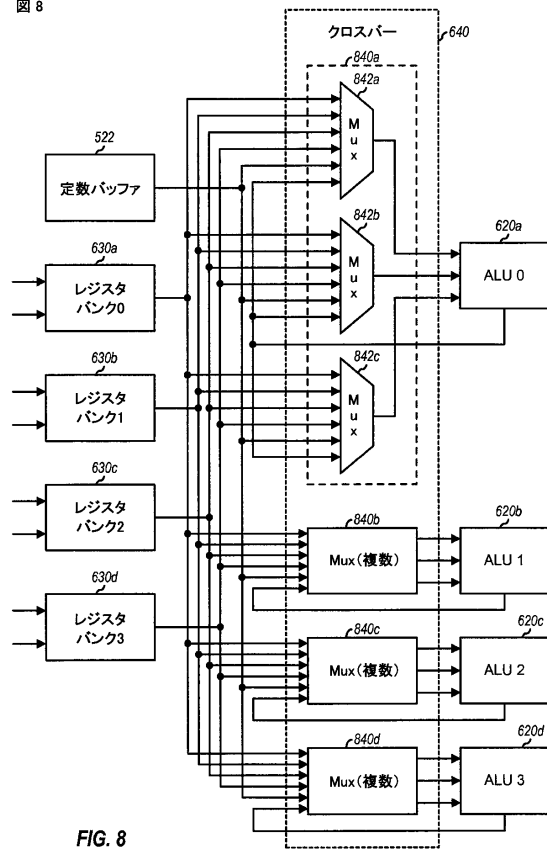 図 8
クロスバー
640
840a
842a
Mux
522
定数バッファ
842b
Mux
620a
ALU 0
630a
レジスタ
バンク0
842c
Mux
630b
レジスタ
バンク1
630c
レジスタ
バンク2
840b
Mux(複数)
620b
ALU 1
630d
レジスタ
バンク3
840c
Mux(複数)
620c
ALU 2
840d
Mux(複数)
620d
ALU 3
FIG. 8